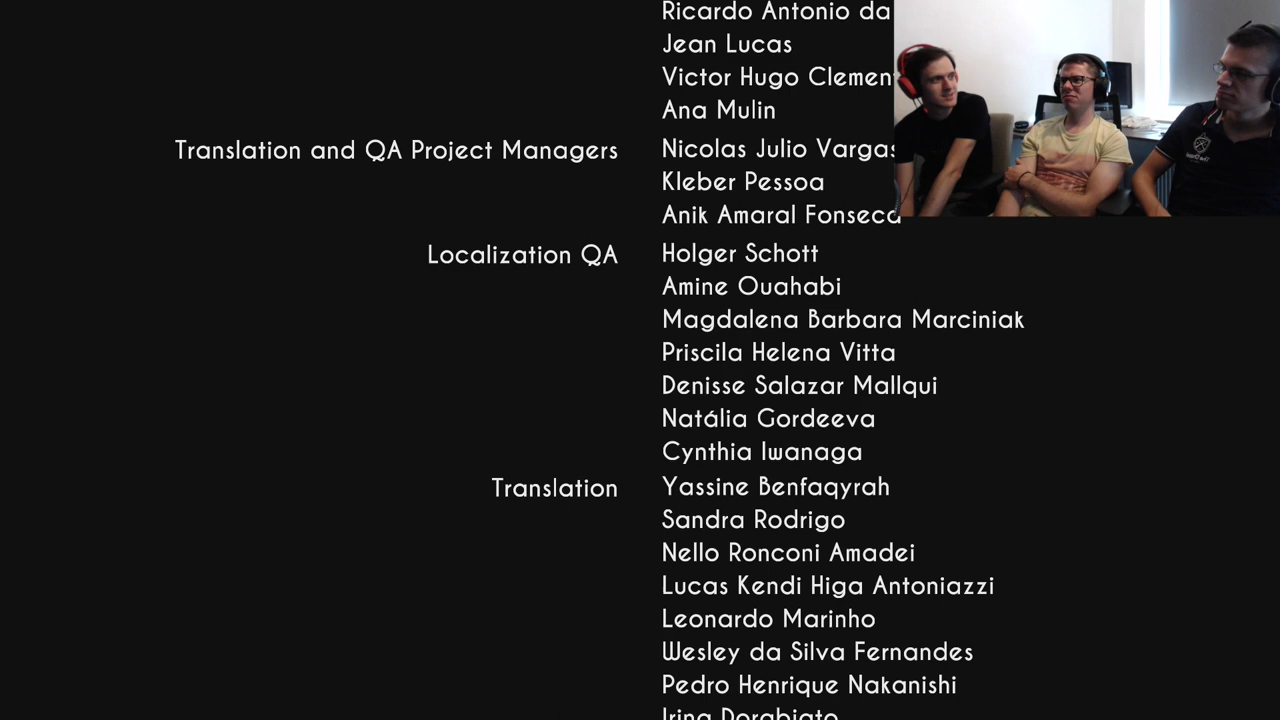 Ricardo Antonio da
Jean Lucas
Victor Hugo
Ana Mulin
Translation and QA Project Managers
Nicolas Julio Vargas
Kleber Pessoa
Anik Amaral Fonseca
Localization QA
Holger Schott
Amine Ouahabi
Magdalena Barbara Marciniak
Priscila Helena Vitta
Denisse Salazar Mallqui
Natália Gordeeva
Cynthia Iwanaga
Translation
Yassine Benfaqyrah
Sandra Rodrigo
Nello Ronconi Amadei
Lucas Kendi Higa Antoniazzi
Leonardo Marinho
Wesley da Silva Fernandes
Pedro Henrique Nakanishi